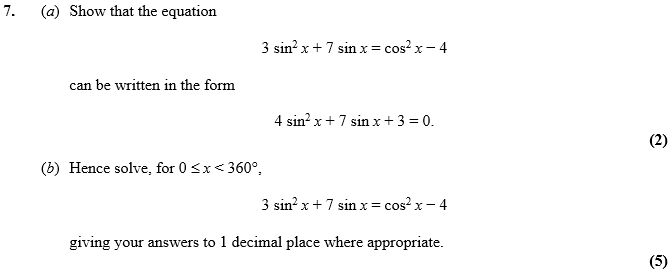 7. (a) Show that the equation
3 sin² x + 7 sin x = cos² x − 4
can be written in the form
4 sin² x + 7 sin x + 3 = 0.
(2)
(b) Hence solve, for 0 ≤ x < 360°,
3 sin² x + 7 sin x = cos² x − 4
giving your answers to 1 decimal place where appropriate.
(5)